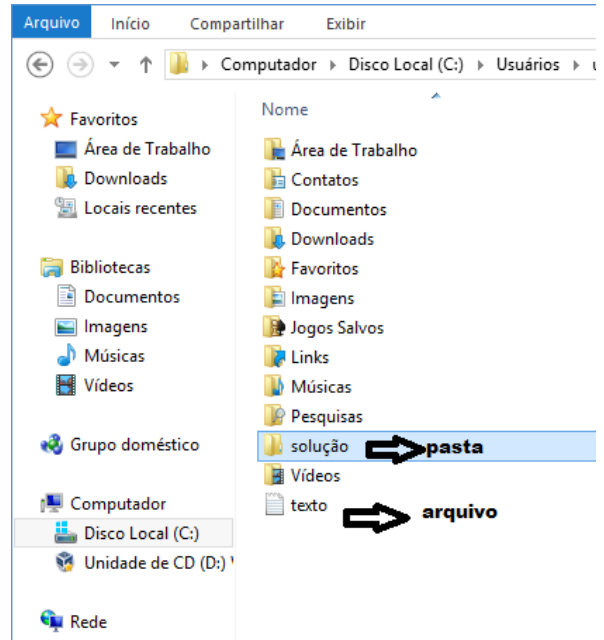 Arquivo Início Compartilhar Exibir
Computador Disco Local (C:) Usuários
Favoritos
Área de Trabalho
Downloads
Locais recentes
Bibliotecas
Documentos
Imagens
Músicas
Vídeos
Grupo doméstico
Computador
Disco Local (C:)
Unidade de CD (D:)
Rede
Nome
Área de Trabalho
Contatos
Documentos
Downloads
Favoritos
Imagens
Jogos Salvos
Links
Músicas
Pesquisas
solução pasta
Vídeos
texto arquivo